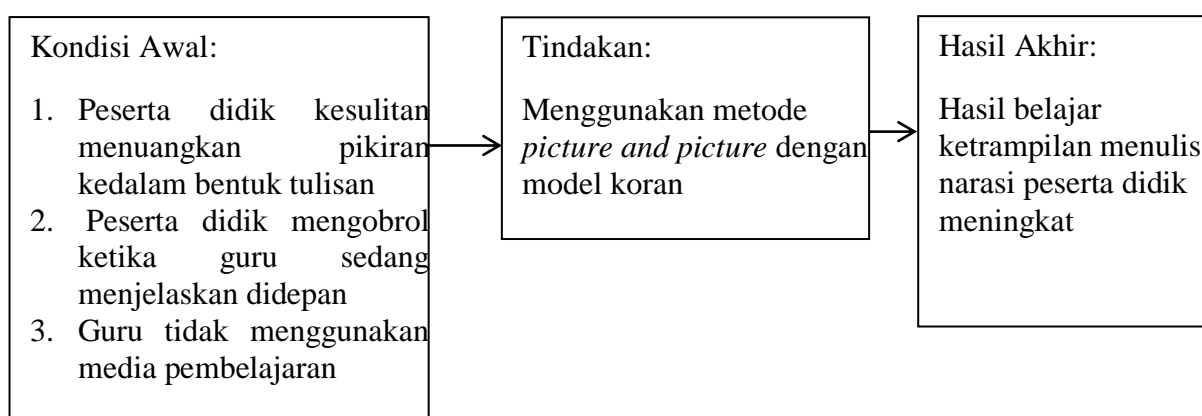 Kondisi Awal:
1. Peserta didik kesulitan
menuangkan pikiran
kedalam bentuk tulisan
2. Peserta didik mengobrol
ketika guru sedang
menjelaskan didepan
3. Guru tidak menggunakan
media pembelajaran
Tindakan:
Menggunakan metode
picture and picture dengan
model koran
Hasil Akhir:
Hasil belajar
ketrampilan menulis
narasi peserta didik
meningkat